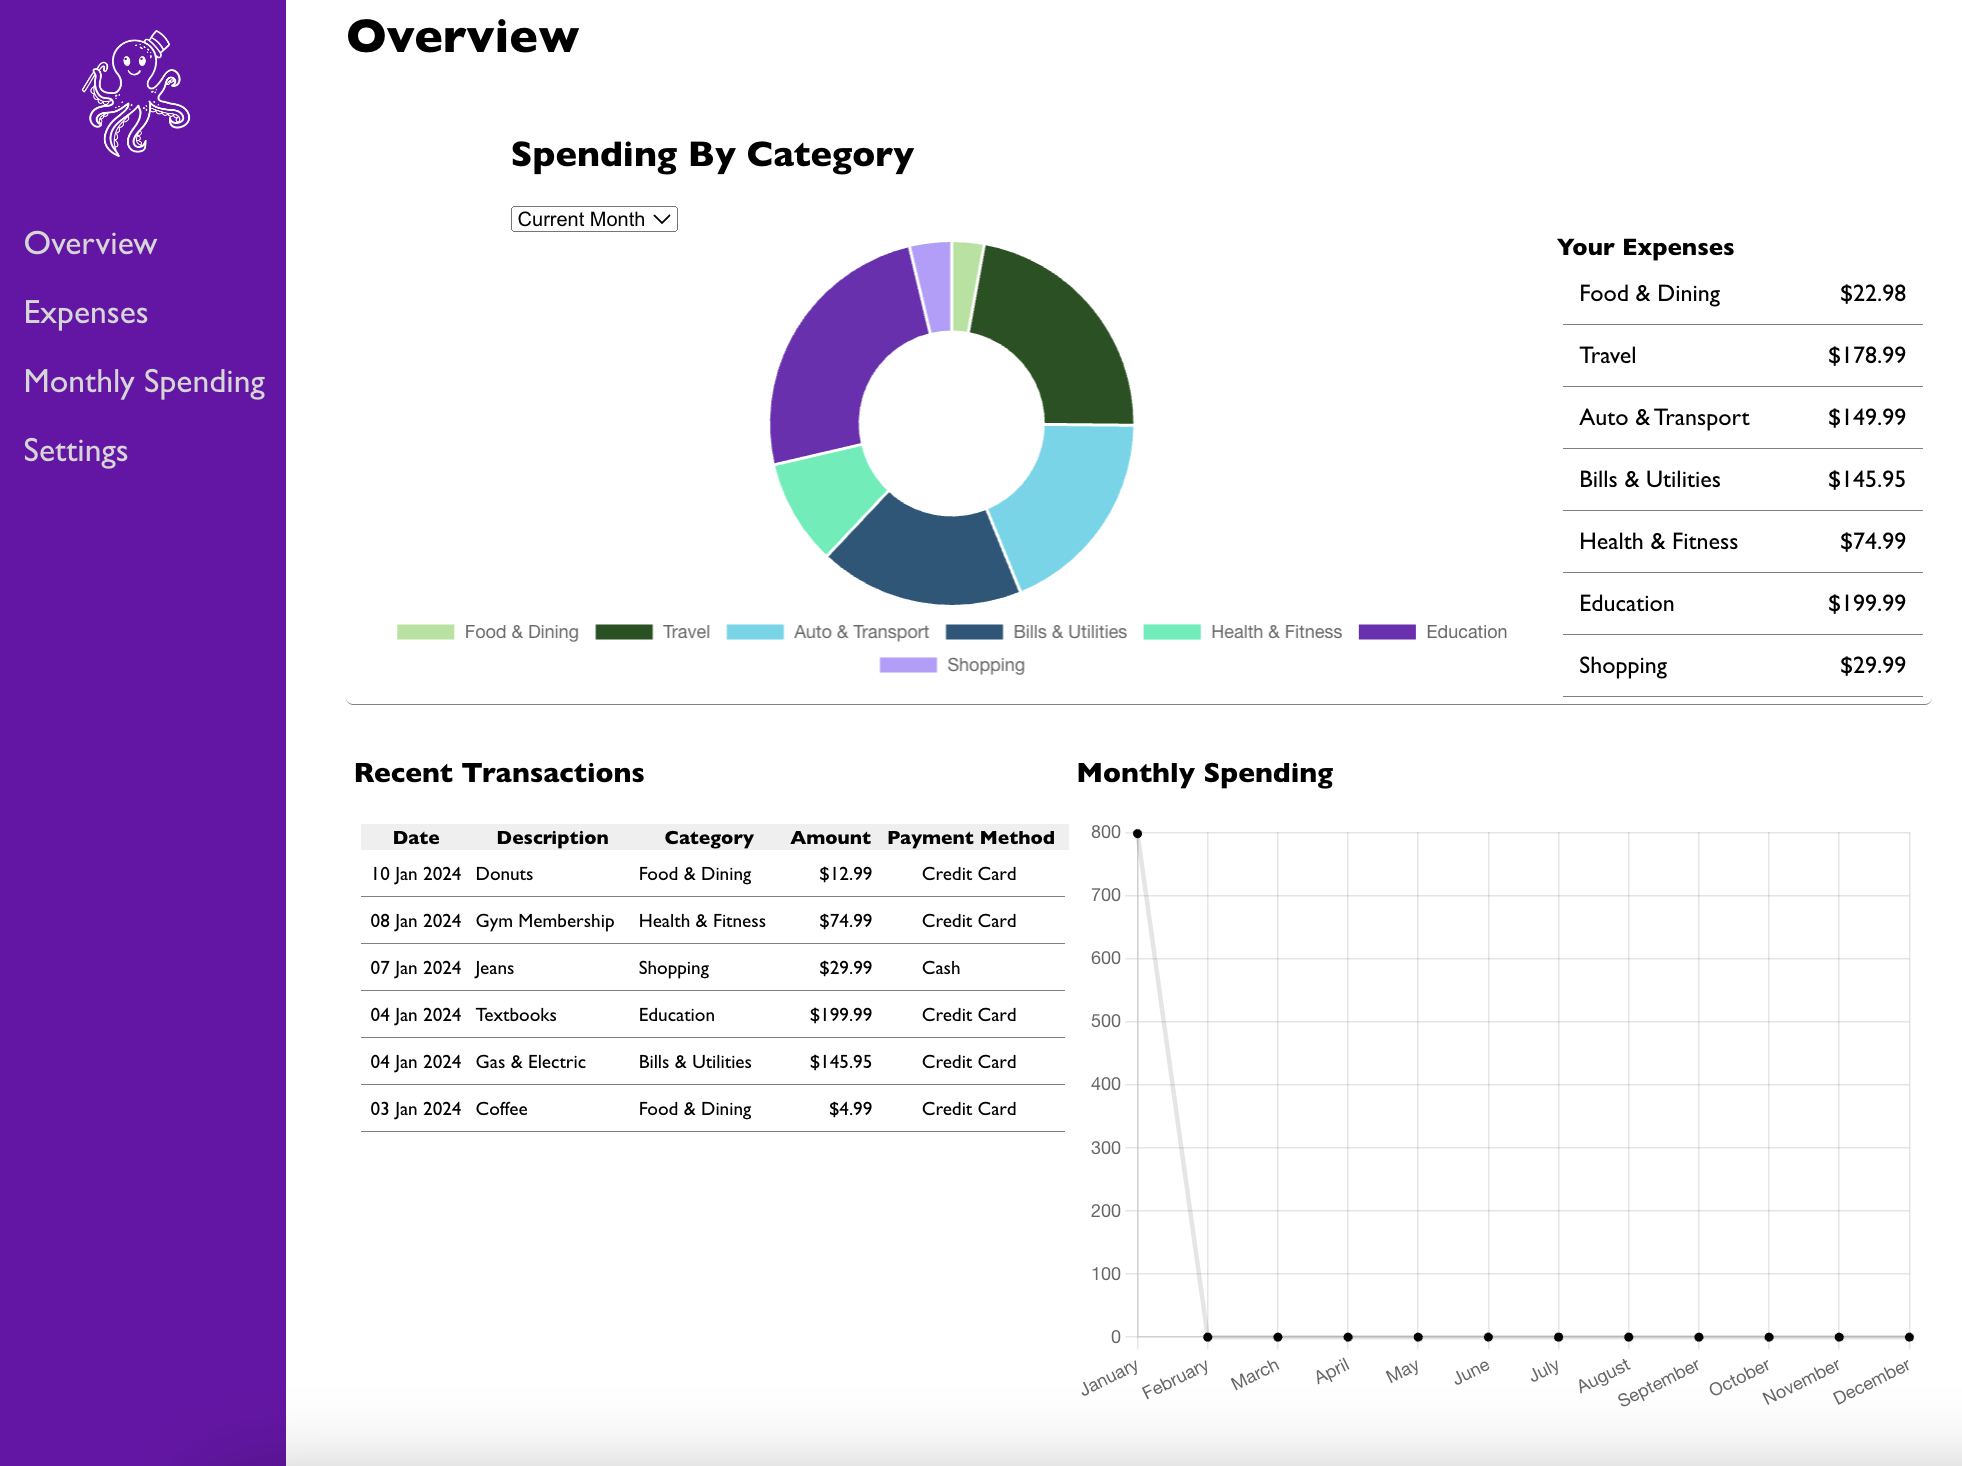 Overview
Overview
Expenses
Monthly Spending
Settings
Spending By Category
Current Month
Food & Dining Travel Auto & Transport Bills & Utilities Health & Fitness Education
Shopping
Your Expenses
Food & Dining $22.98
Travel $178.99
Auto & Transport $149.99
Bills & Utilities $145.95
Health & Fitness $74.99
Education $199.99
Shopping $29.99
Recent Transactions
Date Description Category Amount Payment Method
10 Jan 2024 Donuts Food & Dining $12.99 Credit Card
08 Jan 2024 Gym Membership Health & Fitness $74.99 Credit Card
07 Jan 2024 Jeans Shopping $29.99 Cash
04 Jan 2024 Textbooks Education $199.99 Credit Card
04 Jan 2024 Gas & Electric Bills & Utilities $145.95 Credit Card
03 Jan 2024 Coffee Food & Dining $4.99 Credit Card
Monthly Spending
800
700
600
500
400
300
200
100
0
January February March April May June July August September October November December